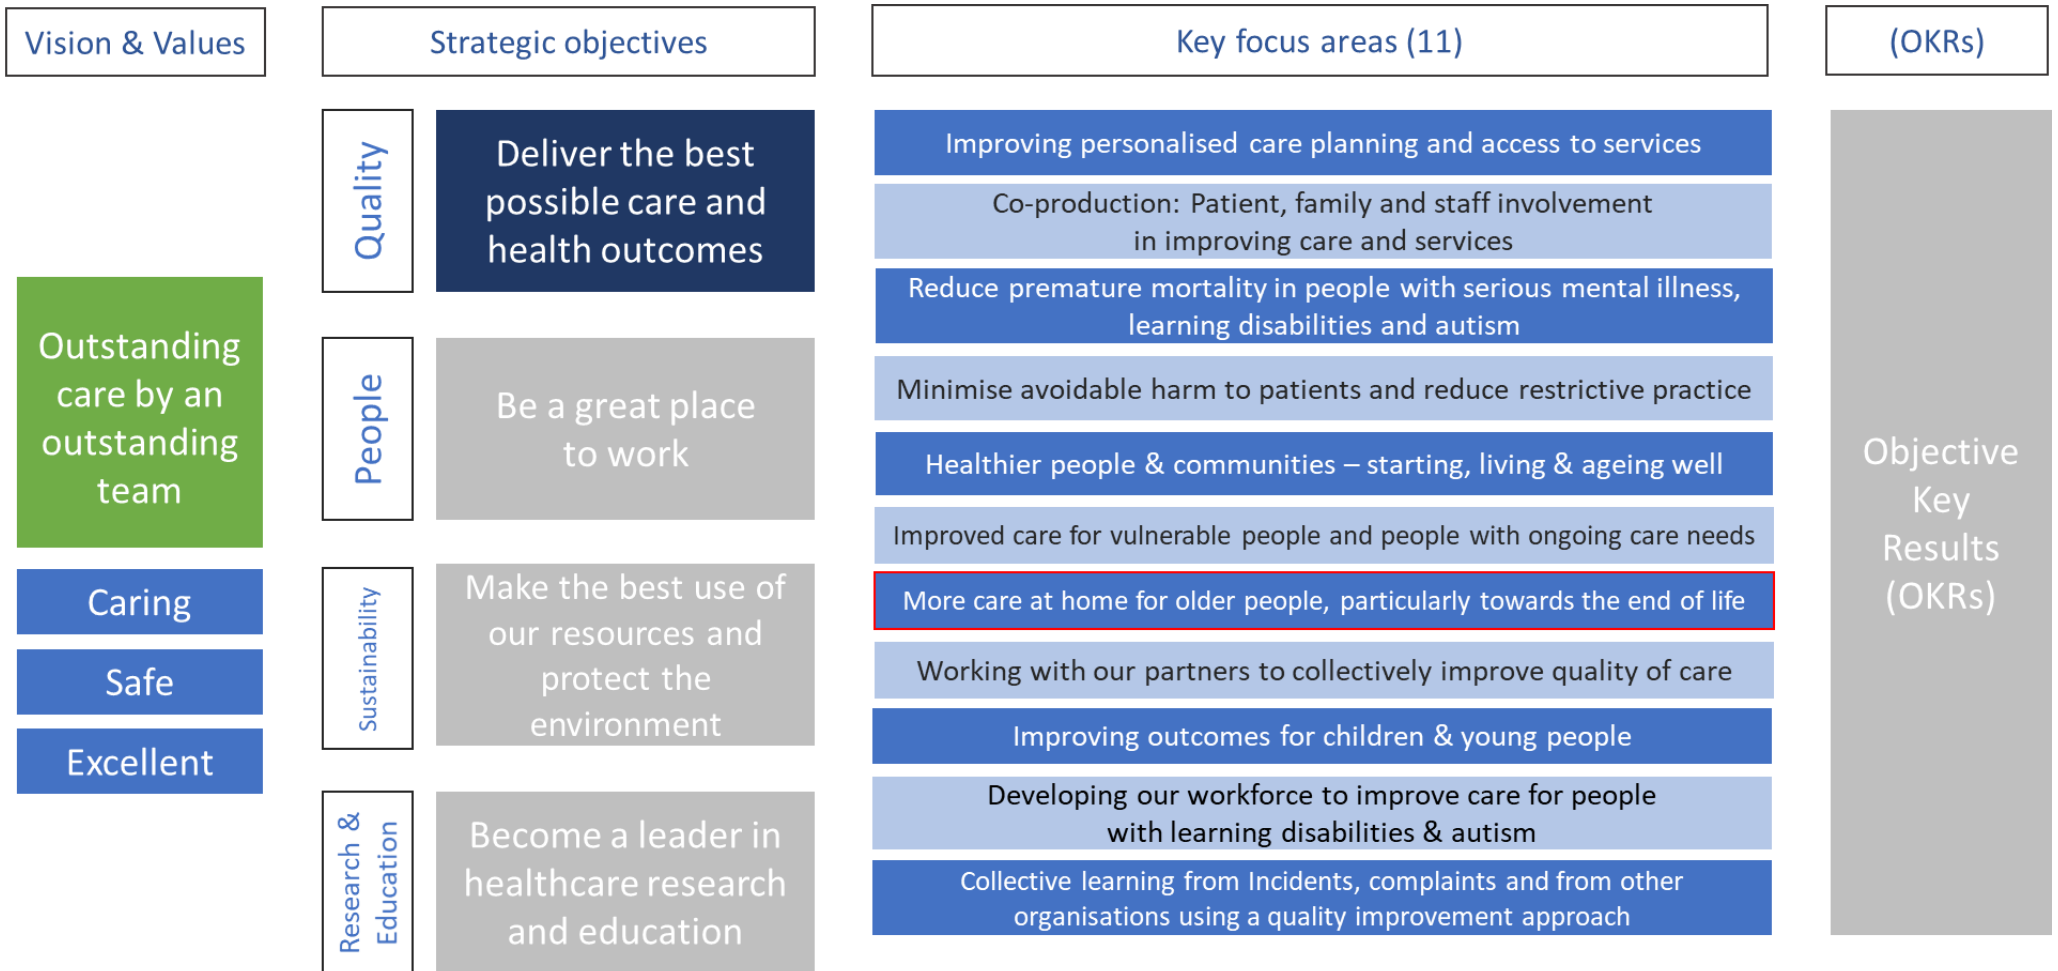 Vision & Values
Strategic objectives
Key focus areas (11)
(OKRs)
Outstanding
care by an
outstanding
team
Caring
Safe
Excellent
Quality
Deliver the best
possible care and
health outcomes
People
Be a great place
to work
Sustainability
Make the best use of
our resources and
protect the
environment
Research &
Education
Become a leader in
healthcare research
and education
Improving personalised care planning and access to services
Co-production: Patient, family and staff involvement
in improving care and services
Reduce premature mortality in people with serious mental illness,
learning disabilities and autism
Minimise avoidable harm to patients and reduce restrictive practice
Healthier people & communities – starting, living & ageing well
Improved care for vulnerable people and people with ongoing care needs
More care at home for older people, particularly towards the end of life
Working with our partners to collectively improve quality of care
Improving outcomes for children & young people
Developing our workforce to improve care for people
with learning disabilities & autism
Collective learning from Incidents, complaints and from other
organisations using a quality improvement approach
Objective
Key
Results
(OKRs)